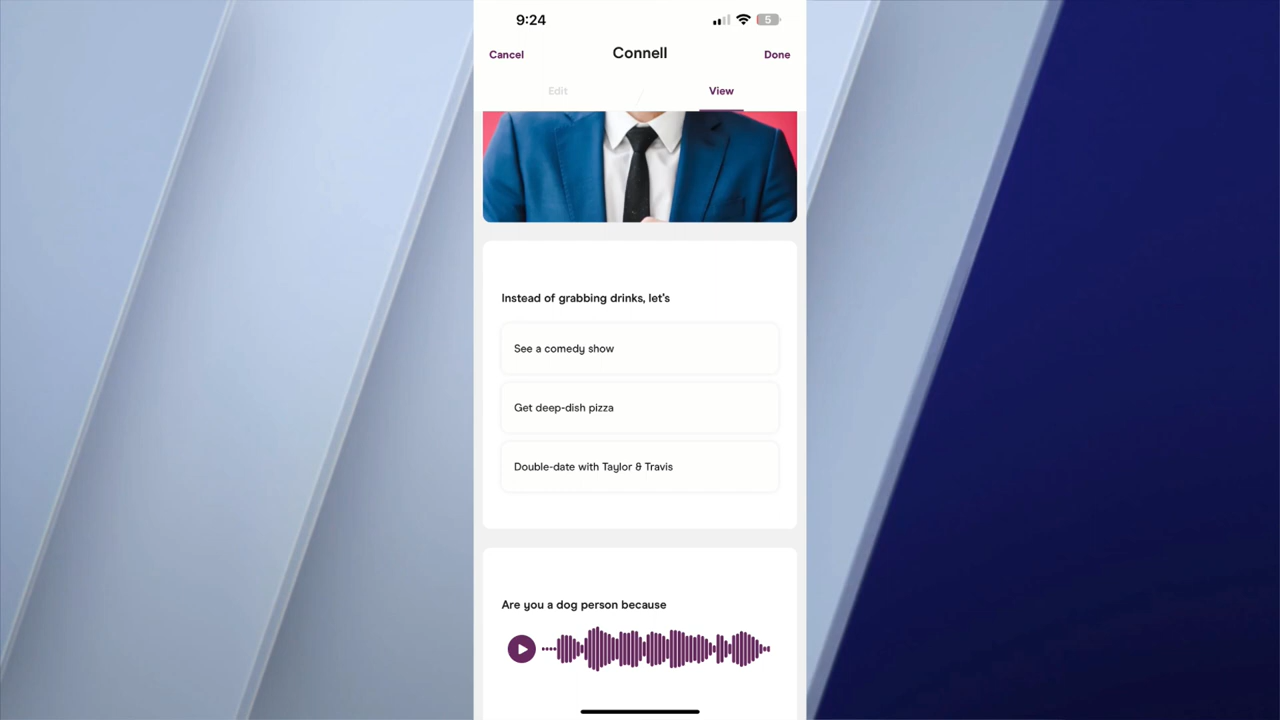 9:24
5
Cancel
Connell
Done
Edit
View
Instead of grabbing drinks, let's
See a comedy show
Get deep-dish pizza
Double-date with Taylor & Travis
Are you a dog person because